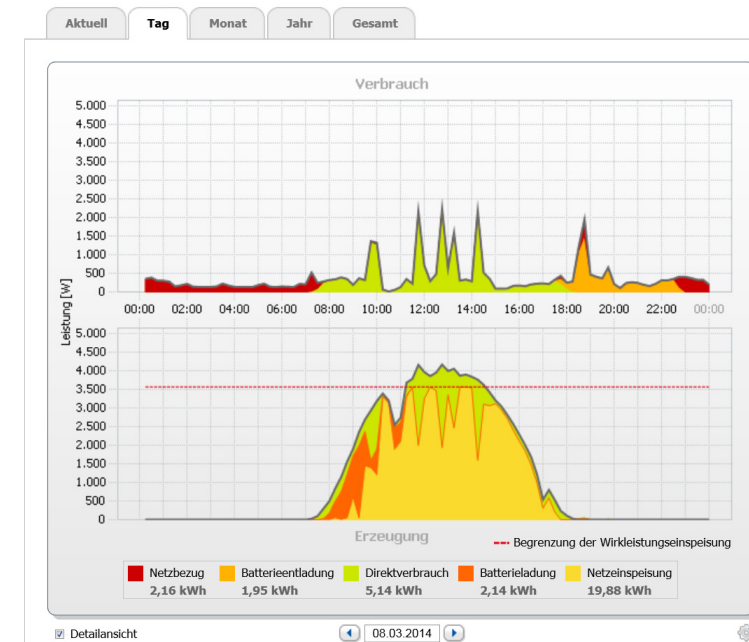 Aktuell Tag Monat Jahr Gesamt
Verbrauch
5.000
4.500
4.000
3.500
3.000
2.500
2.000
1.500
1.000
500
0
00:00 02:00 04:00 06:00 08:00 10:00 12:00 14:00 16:00 18:00 20:00 22:00 00:00
Leistung [W]
5.000
4.500
4.000
3.500
3.000
2.500
2.000
1.500
1.000
500
0
Erzeugung
Begrenzung der Wirkleistungseinspeisung
Netzbezug Batterieentladung Direktverbrauch Batterieladung Netzeinspeisung
2,16 kWh 1,95 kWh 5,14 kWh 2,14 kWh 19,88 kWh
Detailansicht 08.03.2014